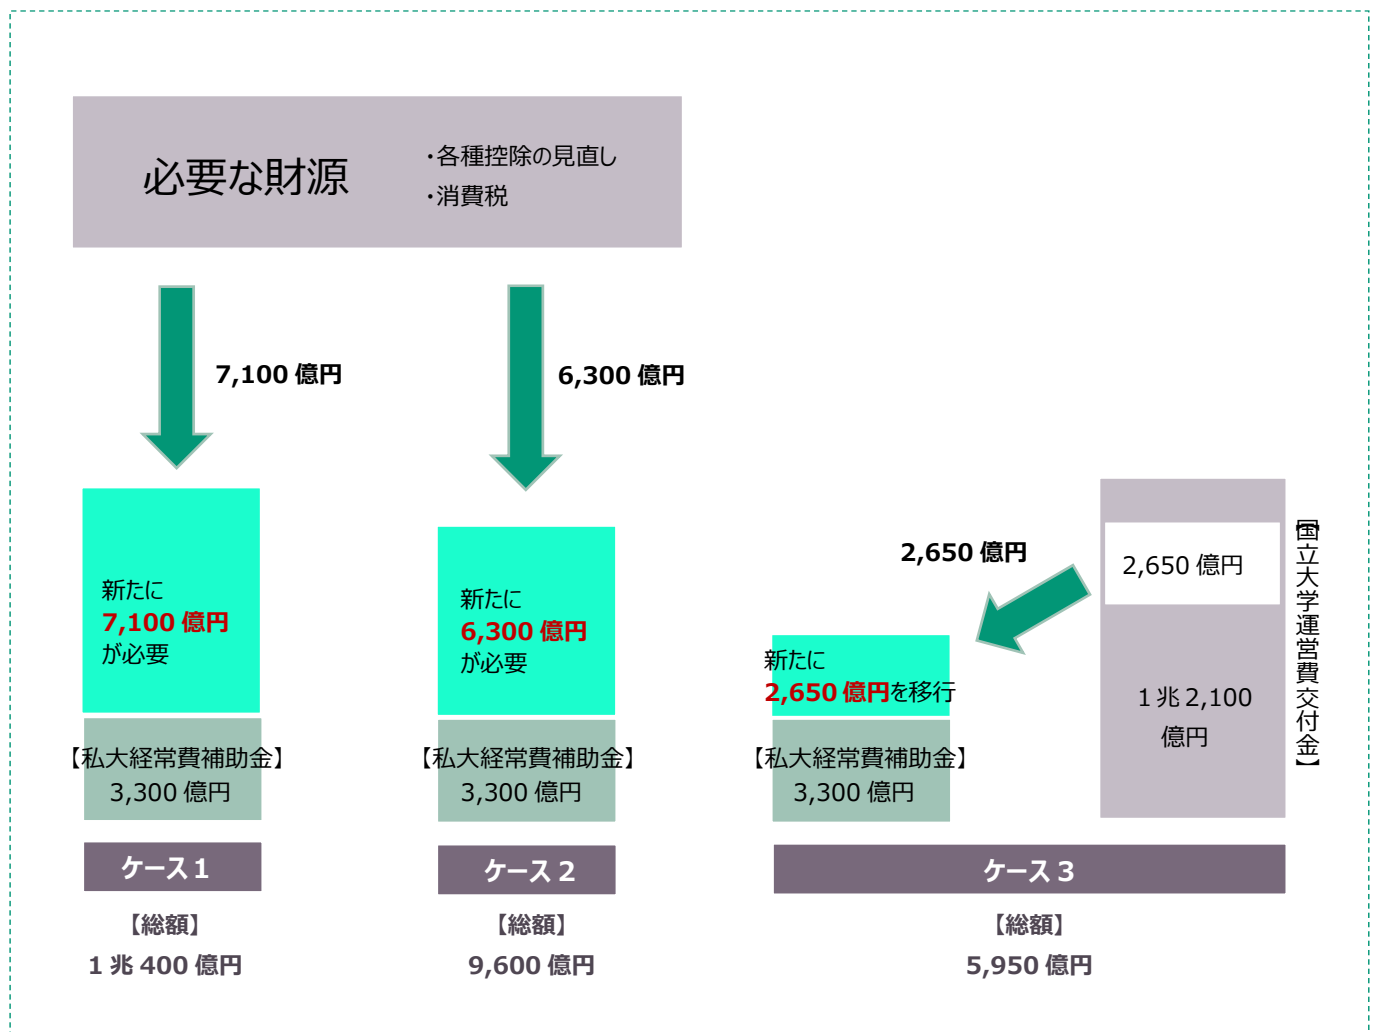 必要な財源
・各種控除の見直し
・消費税
7,100 億円
6,300 億円
新たに
7,100 億円
が必要
【私大経常費補助金】
3,300 億円
ケース 1
【総額】
1 兆 400 億円
新たに
6,300 億円
が必要
【私大経常費補助金】
3,300 億円
ケース 2
【総額】
9,600 億円
2,650 億円
新たに
2,650 億円を移行
【私大経常費補助金】
3,300 億円
2,650 億円
1 兆 2,100
億円
【国立大学運営費交付金】
ケース 3
【総額】
5,950 億円